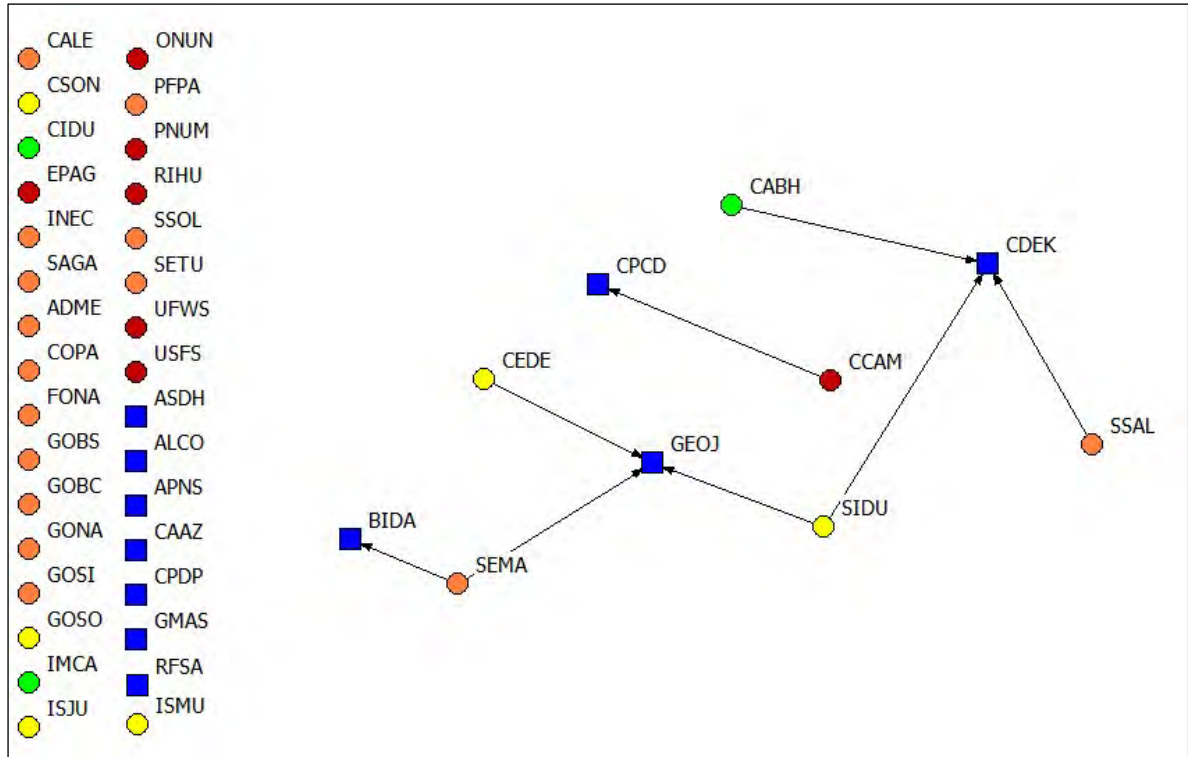 CALE
CSON
CIDU
EPAG
INEC
SAGA
ADME
COPA
FONA
GOBS
GOBC
GONA
GOSI
GOSO
IMCA
ISJU
ONUN
PFPA
PNUM
RIHU
SSOL
SETU
UFWS
USFS
ASDH
ALCO
APNS
CAAZ
CPDP
GMAS
RFSA
ISMU
CABH
CDEK
CPCD
CEDE
CCAM
GEOJ
SSAL
SIDU
BIDA
SEMA